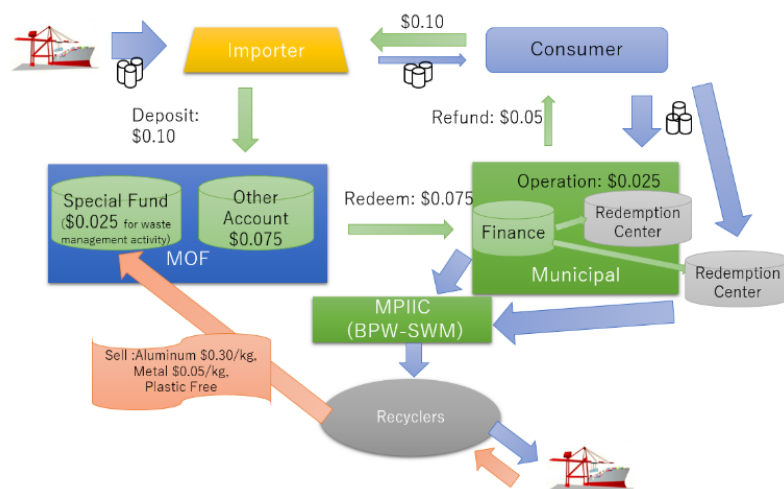 $0.10
Importer
Consumer
Deposit:
$0.10
Refund: $0.05
Special Fund
($0.025 for waste
management activity)
Other
Account
$0.075
MOF
Redeem: $0.075
Operation: $0.025
Finance
Redemption
Center
Municipal
Redemption
Center
MPIIC
(BPW-SWM)
Sell :Aluminum $0.30/kg.
Metal $0.05/kg.
Plastic Free
Recyclers